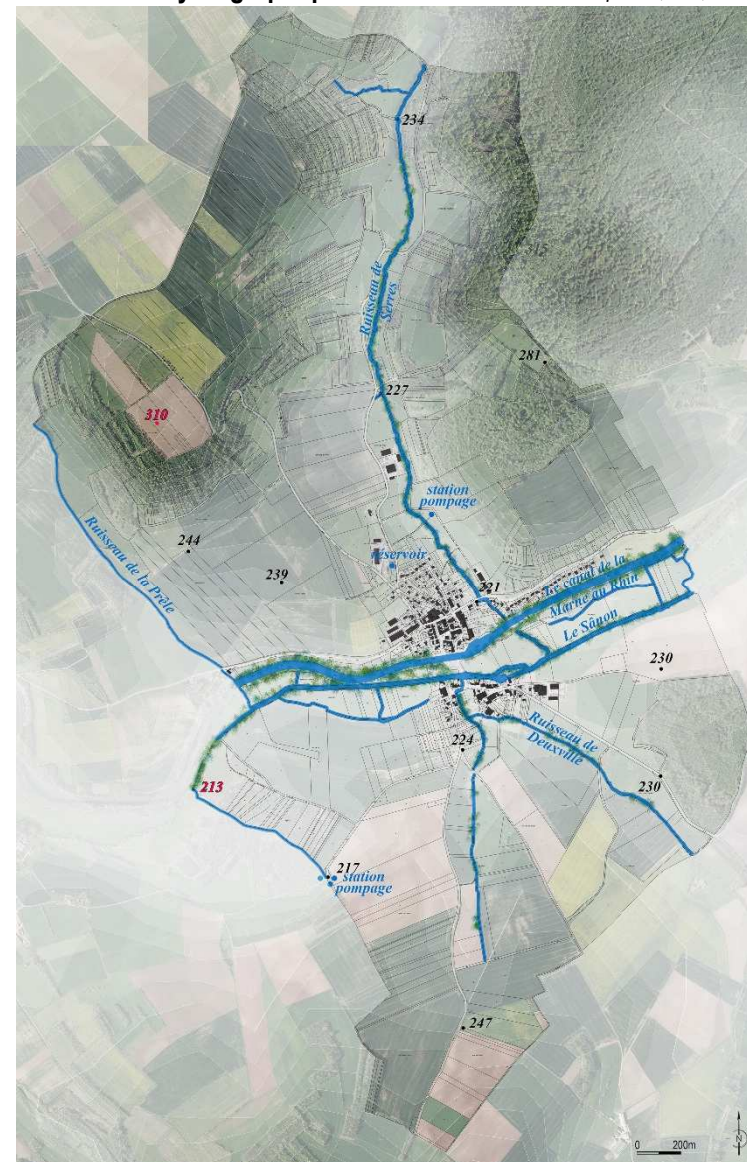 234
Ruisseau de
Serres
281
227
310
station
pompage
Ruisseau de la Prêle
244
réservoir
239
221
Le canal de la
Marne au Rhin
Le Sânon
230
Ruisseau de
Deuxville
224
230
213
217
station
pompage
247
0 200m
N